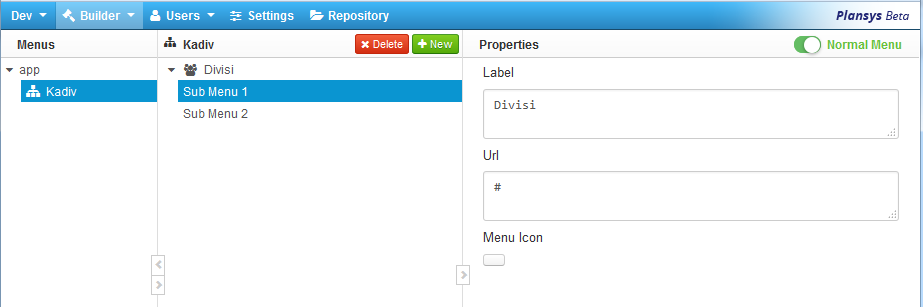 Dev Builder Users Settings Repository Plansys Beta
Menus
app
Kadiv
Kadiv Delete New
Divisi
Sub Menu 1
Sub Menu 2
Properties Normal Menu
Label
Divisi
Url
#
Menu Icon